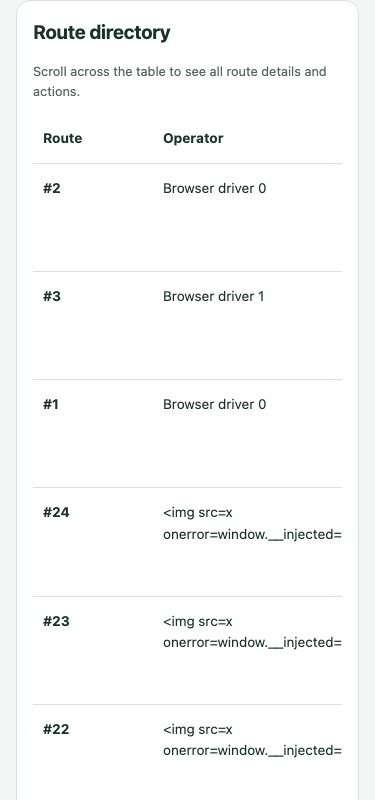 Route directory
Scroll across the table to see all route details and
actions.
Route Operator
#2 Browser driver 0
#3 Browser driver 1
#1 Browser driver 0
#24 <img src=x
onerror=window.__injected=
#23 <img src=x
onerror=window.__injected=
#22 <img src=x
onerror=window.__injected=